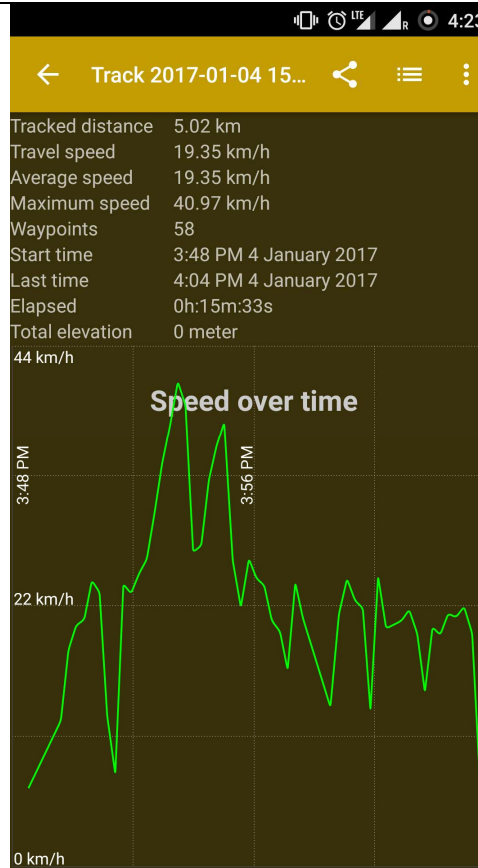 LTE R 4:23
Track 2017-01-04 15...
Tracked distance 5.02 km
Travel speed 19.35 km/h
Average speed 19.35 km/h
Maximum speed 40.97 km/h
Waypoints 58
Start time 3:48 PM 4 January 2017
Last time 4:04 PM 4 January 2017
Elapsed 0h:15m:33s
Total elevation 0 meter
44 km/h
Speed over time
3:48 PM
3:56 PM
22 km/h
0 km/h